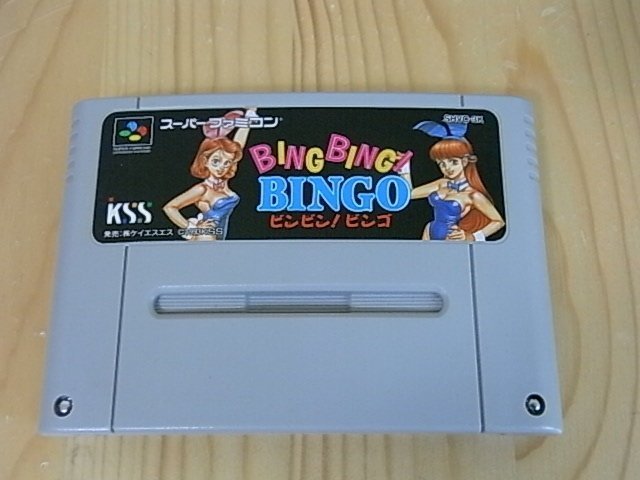 スーパーファミコン
SHVC-3K
BING BING!
BINGO
ビンビン!ビンゴ
KSS
発売:株ケイエスエス